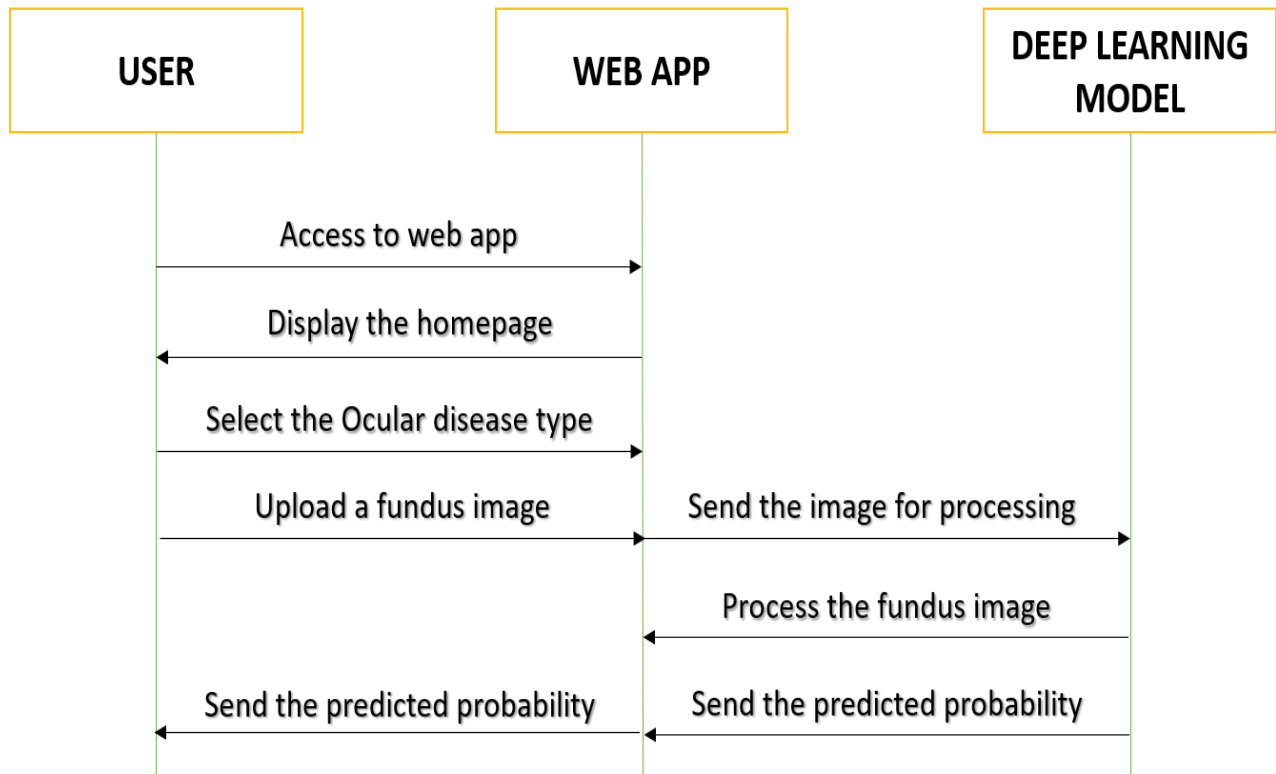 USER
WEB APP
DEEP LEARNING
MODEL
Access to web app
Display the homepage
Select the Ocular disease type
Upload a fundus image
Send the image for processing
Process the fundus image
Send the predicted probability
Send the predicted probability